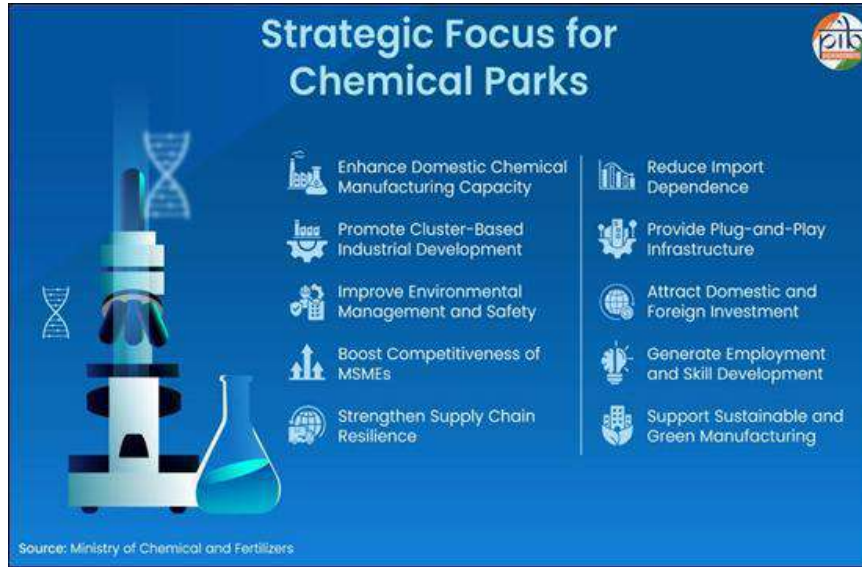 Strategic Focus for
Chemical Parks
pib
Enhance Domestic Chemical
Manufacturing Capacity
Promote Cluster-Based
Industrial Development
Improve Environmental
Management and Safety
Boost Competitiveness of
MSMEs
Strengthen Supply Chain
Resilience
Reduce Import
Dependence
Provide Plug-and-Play
Infrastructure
Attract Domestic and
Foreign Investment
Generate Employment
and Skill Development
Support Sustainable and
Green Manufacturing
Source: Ministry of Chemical and Fertilizers